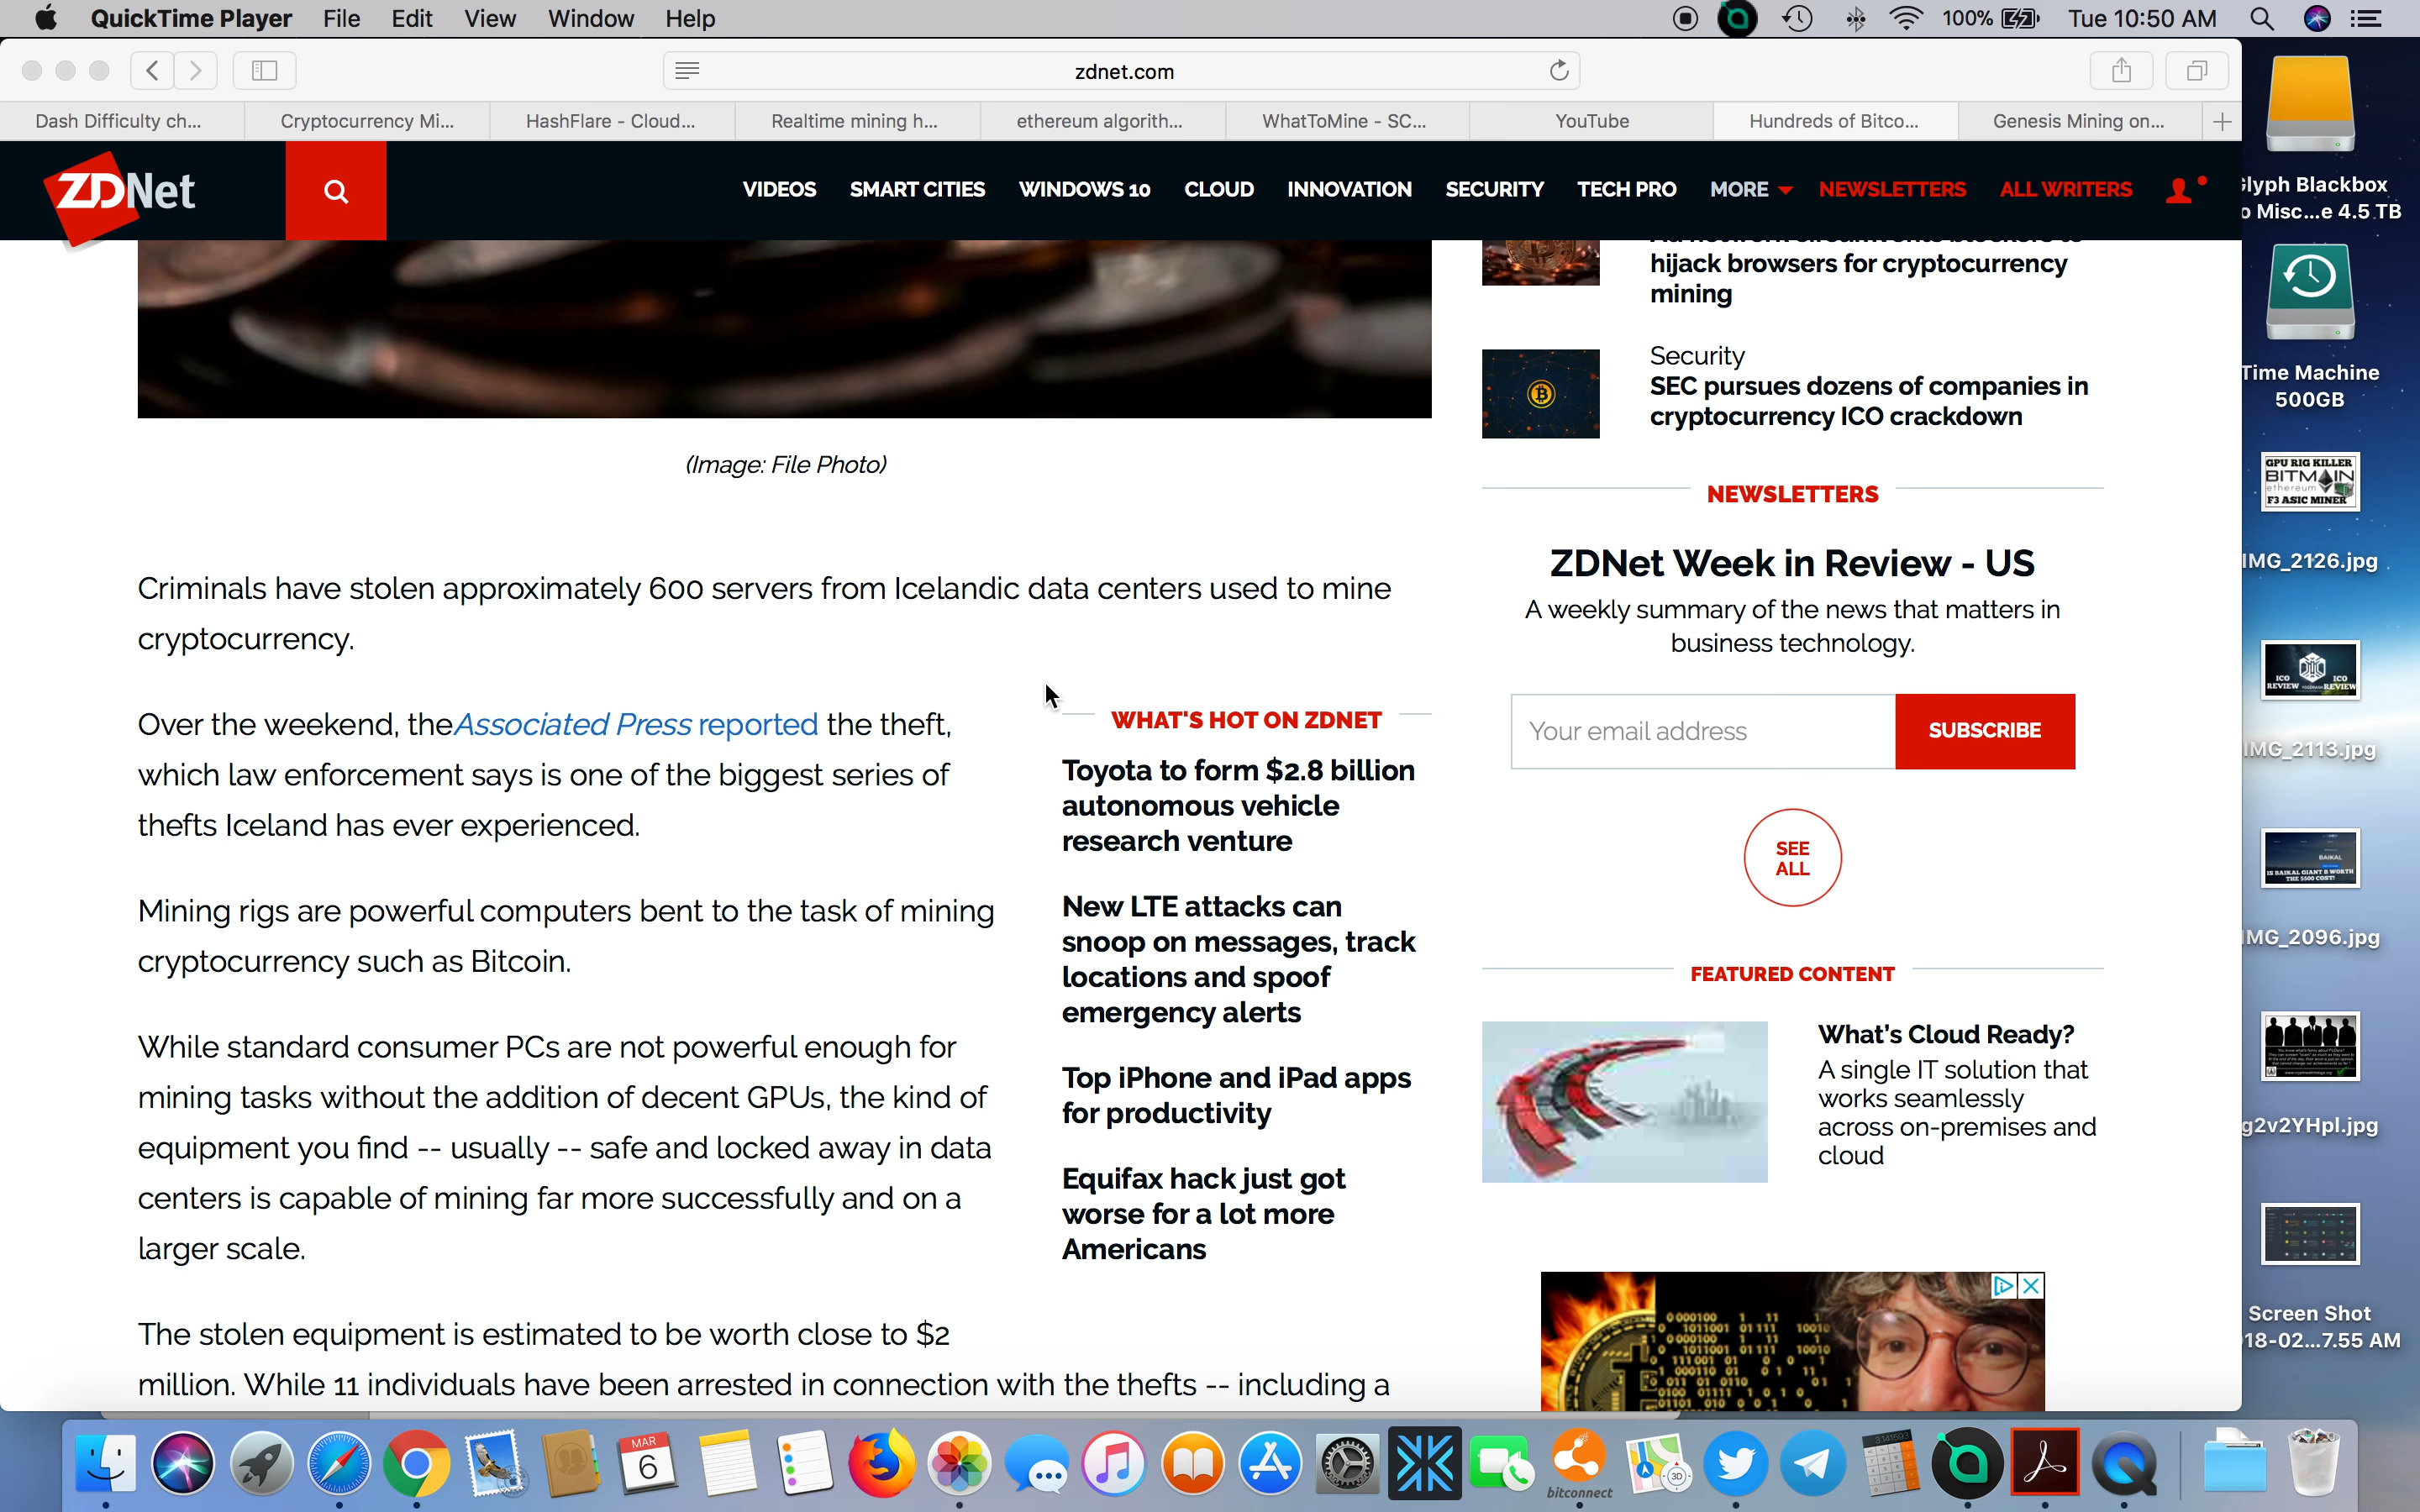 QuickTime Player File Edit View Window Help
100% Tue 10:50 AM
zdnet.com
Dash Difficulty ch... Cryptocurrency Mi... HashFlare - Cloud... Realtime mining h... ethereum algorith... WhatToMine - SC... YouTube Hundreds of Bitco... Genesis Mining on...
ZDNet VIDEOS SMART CITIES WINDOWS 10 CLOUD INNOVATION SECURITY TECH PRO MORE NEWSLETTERS ALL WRITERS
(Image: File Photo)
Criminals have stolen approximately 600 servers from Icelandic data centers used to mine
cryptocurrency.
Over the weekend, the Associated Press reported the theft,
which law enforcement says is one of the biggest series of
thefts Iceland has ever experienced.
Mining rigs are powerful computers bent to the task of mining
cryptocurrency such as Bitcoin.
While standard consumer PCs are not powerful enough for
mining tasks without the addition of decent GPUs, the kind of
equipment you find -- usually -- safe and locked away in data
centers is capable of mining far more successfully and on a
larger scale.
The stolen equipment is estimated to be worth close to $2
million. While 11 individuals have been arrested in connection with the thefts -- including a
WHAT'S HOT ON ZDNET
Toyota to form $2.8 billion
autonomous vehicle
research venture
New LTE attacks can
snoop on messages, track
locations and spoof
emergency alerts
Top iPhone and iPad apps
for productivity
Equifax hack just got
worse for a lot more
Americans
hijack browsers for cryptocurrency
mining
Security
SEC pursues dozens of companies in
cryptocurrency ICO crackdown
NEWSLETTERS
ZDNet Week in Review - US
A weekly summary of the news that matters in
business technology.
Your email address SUBSCRIBE
SEE
ALL
FEATURED CONTENT
What's Cloud Ready?
A single IT solution that
works seamlessly
across on-premises and
cloud
lyph Blackbox
o Misc...e 4.5 TB
Time Machine
500GB
GPU RIG KILLER
BITMAIN
ethereum
F3 ASIC MINER
IMG_2126.jpg
ICO REVIEW ICO REVIEW
IMG_2113.jpg
BAIKAL
IS BAIKAL GIANT B WORTH
THE $500 COST!
IMG_2096.jpg
g2v2YHpl.jpg
Screen Shot
18-02...7.55 AM
MAR
6
bitconnect
3D